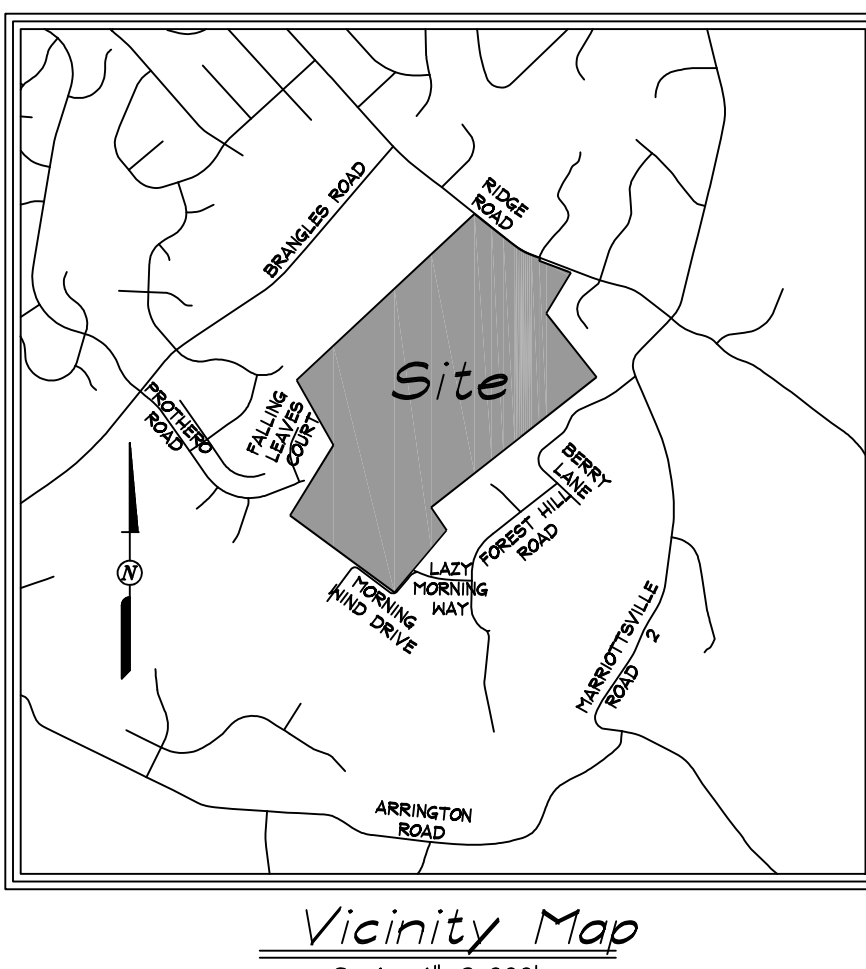 RIDGE
ROAD
BRANGLES ROAD
Site
PROTHERO
ROAD
FALLING
LEAVES
COURT
BERRY
LANE
FOREST HILL
ROAD
N
LAZY
MORNING
WAY
MORNING
WIND DRIVE
MARRIOTTSVILLE
ROAD 2
ARRINGTON
ROAD
Vicinity Map